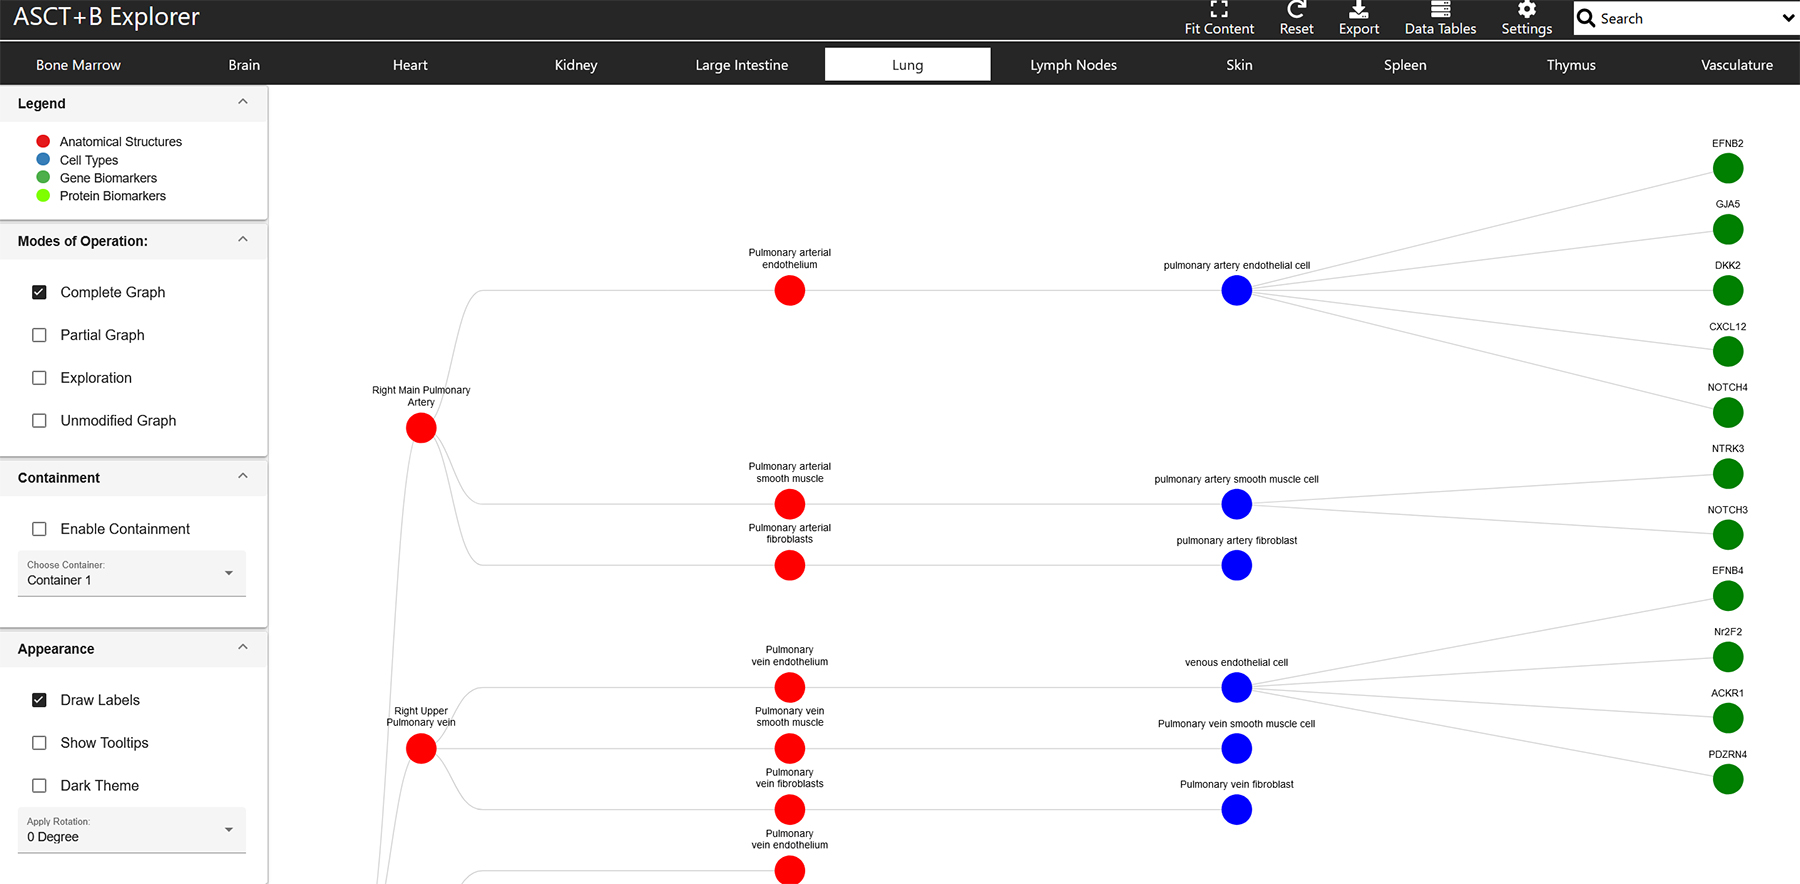 ASCT+B Explorer
Fit Content
Reset
Export
Data Tables
Settings
Search
Bone Marrow
Brain
Heart
Kidney
Large Intestine
Lung
Lymph Nodes
Skin
Spleen
Thymus
Vasculature
Legend
Anatomical Structures
Cell Types
Gene Biomarkers
Protein Biomarkers
Modes of Operation:
Complete Graph
Partial Graph
Exploration
Unmodified Graph
Containment
Enable Containment
Choose Container:
Container 1
Appearance
Draw Labels
Show Tooltips
Dark Theme
Apply Rotation:
0 Degree
Right Main Pulmonary
Artery
Right Upper
Pulmonary vein
Pulmonary arterial
endothelium
Pulmonary arterial
smooth muscle
Pulmonary arterial
fibroblasts
Pulmonary
vein endothelium
Pulmonary vein
smooth muscle
Pulmonary
vein fibroblasts
Pulmonary
vein endothelium
pulmonary artery endothelial cell
pulmonary artery smooth muscle cell
pulmonary artery fibroblast
venous endothelial cell
Pulmonary vein smooth muscle cell
Pulmonary vein fibroblast
EFNB2
GJA5
DKK2
CXCL12
NOTCH4
NTRK3
NOTCH3
EFNB4
Nr2F2
ACKR1
PDZRN4